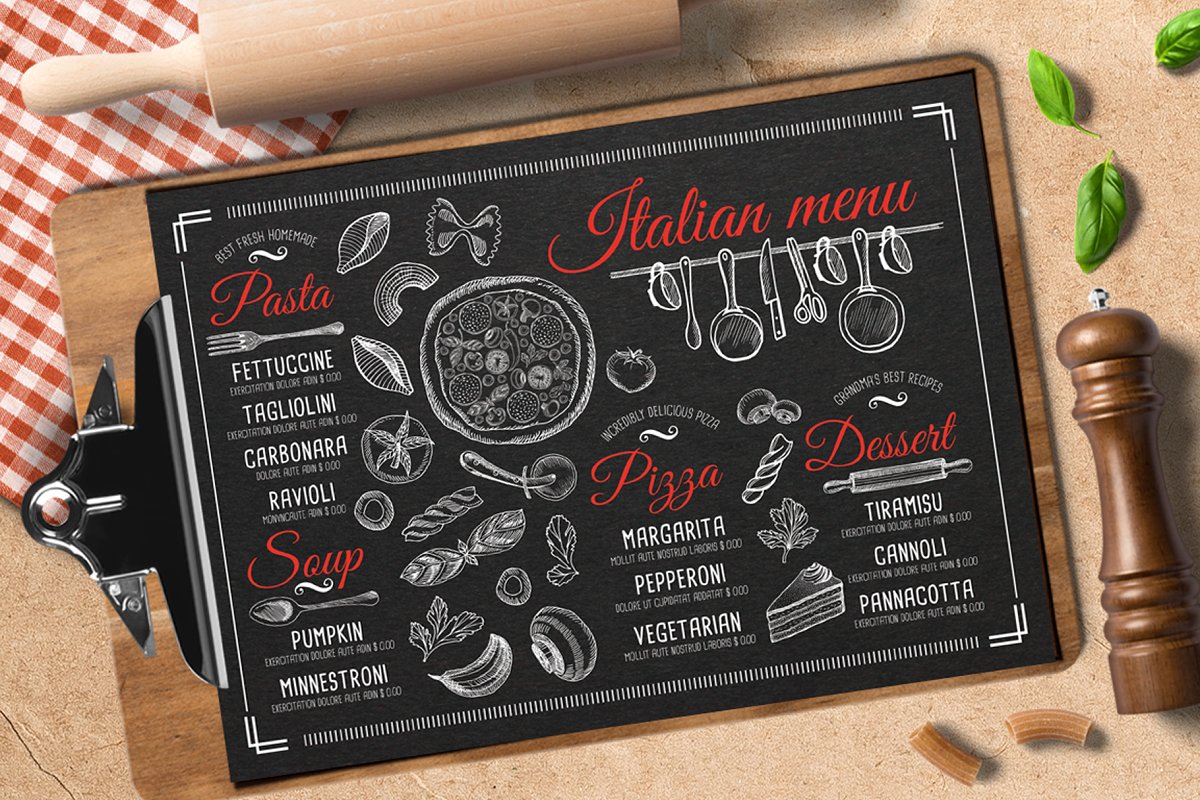 Italian menu
BEST FRESH HOMEMADE
Pasta
FETTUCCINE
EXERCITATION DOLORE ADIN $ 0.00
TAGLIOLINI
EXERCITATION DOLORE AUTE ADIN $ 0.00
CARBONARA
DOLORE AUTE ADIN $ 0.00
RAVIOLI
MONVNCAUTE ADIN $ 0.00
Soup
PUMPKIN
EXERCITATION DOLORE AUTE ADIN $ 0.00
MINNESTRONI
EXERCITATION DOLORE AUTE ADIN $ 0.00
INCREDIBLY DELICIOUS PIZZA
Pizza
MARGARITA
MOLLIT AUTE NOSTRUD LABORIS $ 0.00
PEPPERONI
DOLORE UT CUPIDATAT ADDATAT $ 0.00
VEGETARIAN
MOLLIT AUTE NOSTRUD LABORIS $ 0.00
GRANDMA'S BEST RECIPES
Dessert
TIRAMISU
EXERCITATION DOLORE AUTE ADIN $ 0.00
CANNOLI
EXERCITATION DOLORE AUTE ADIN $ 0.00
PANNACOTTA
EXERCITATION DOLORE AUTE ADIN $ 0.00